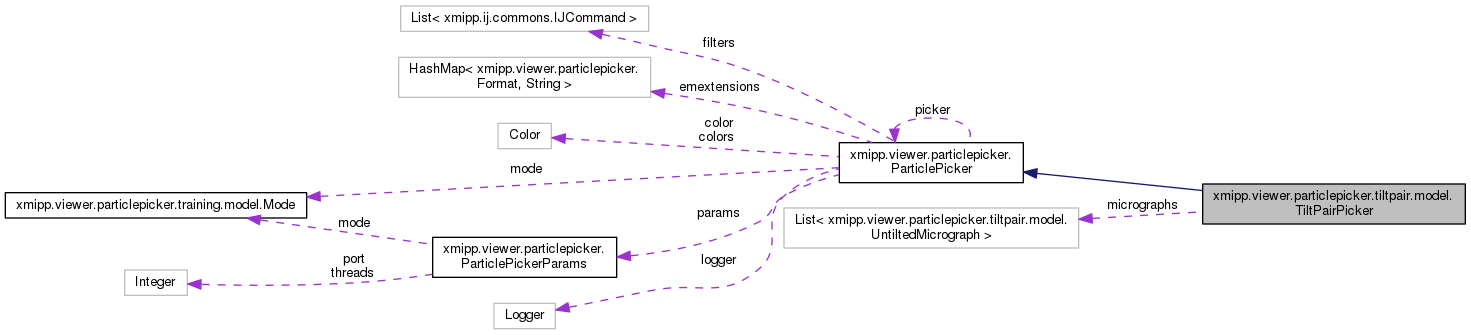 List< xmipp.ij.commons.IJCommand >
filters
HashMap< xmipp.viewer.particlepicker.
Format, String >
emextensions
picker
color
colors
Color
xmipp.viewer.particlepicker.
ParticlePicker
mode
xmipp.viewer.particlepicker.training.model.Mode
xmipp.viewer.particlepicker.tiltpair.model.
TiltPairPicker
micrographs
params
List< xmipp.viewer.particlepicker.tiltpair.model.
UntiltedMicrograph >
mode
xmipp.viewer.particlepicker.
ParticlePickerParams
port
threads
logger
Integer
Logger